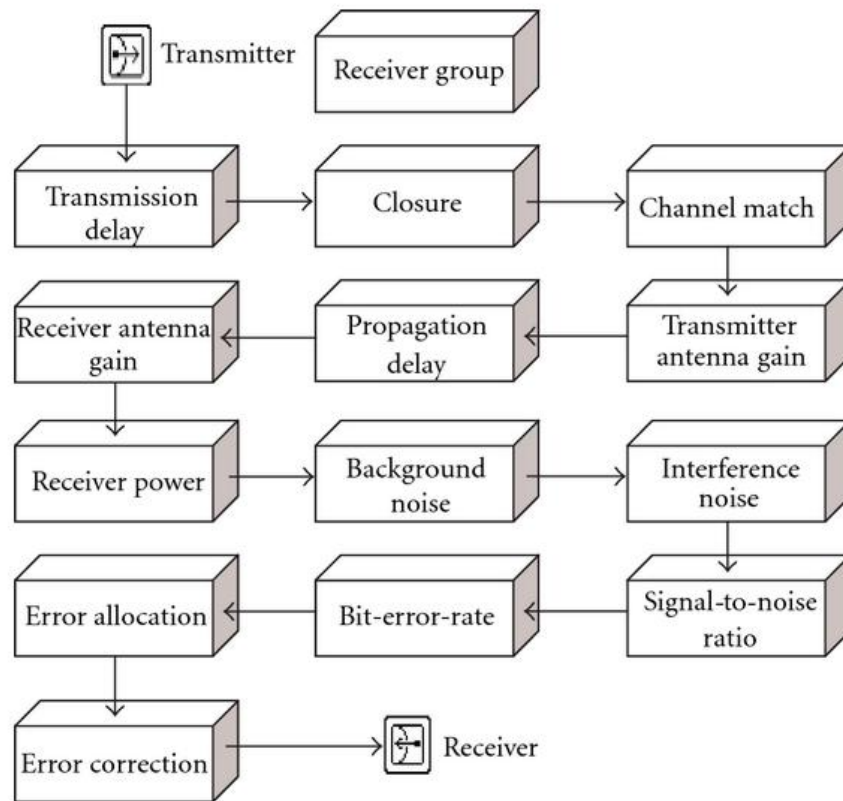 Transmitter
Receiver group
Transmission
delay
Closure
Channel match
Transmitter
antenna gain
Propagation
delay
Receiver antenna
gain
Receiver power
Background
noise
Interference
noise
Signal-to-noise
ratio
Bit-error-rate
Error allocation
Error correction
Receiver